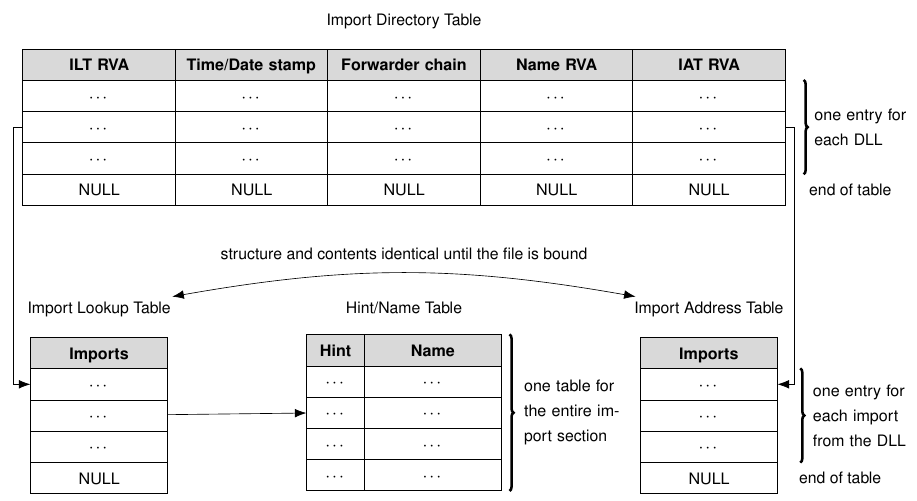 Import Directory Table
ILT RVA Time/Date stamp Forwarder chain Name RVA IAT RVA
... ... ... ... ...
... ... ... ... ...
... ... ... ... ...
NULL NULL NULL NULL NULL
one entry for
each DLL
end of table
structure and contents identical until the file is bound
Import Lookup Table
Imports
...
...
...
NULL
Hint/Name Table
Hint Name
... ...
... ...
... ...
... ...
one table for
the entire im-
port section
Import Address Table
Imports
...
...
...
NULL
one entry for
each import
from the DLL
end of table